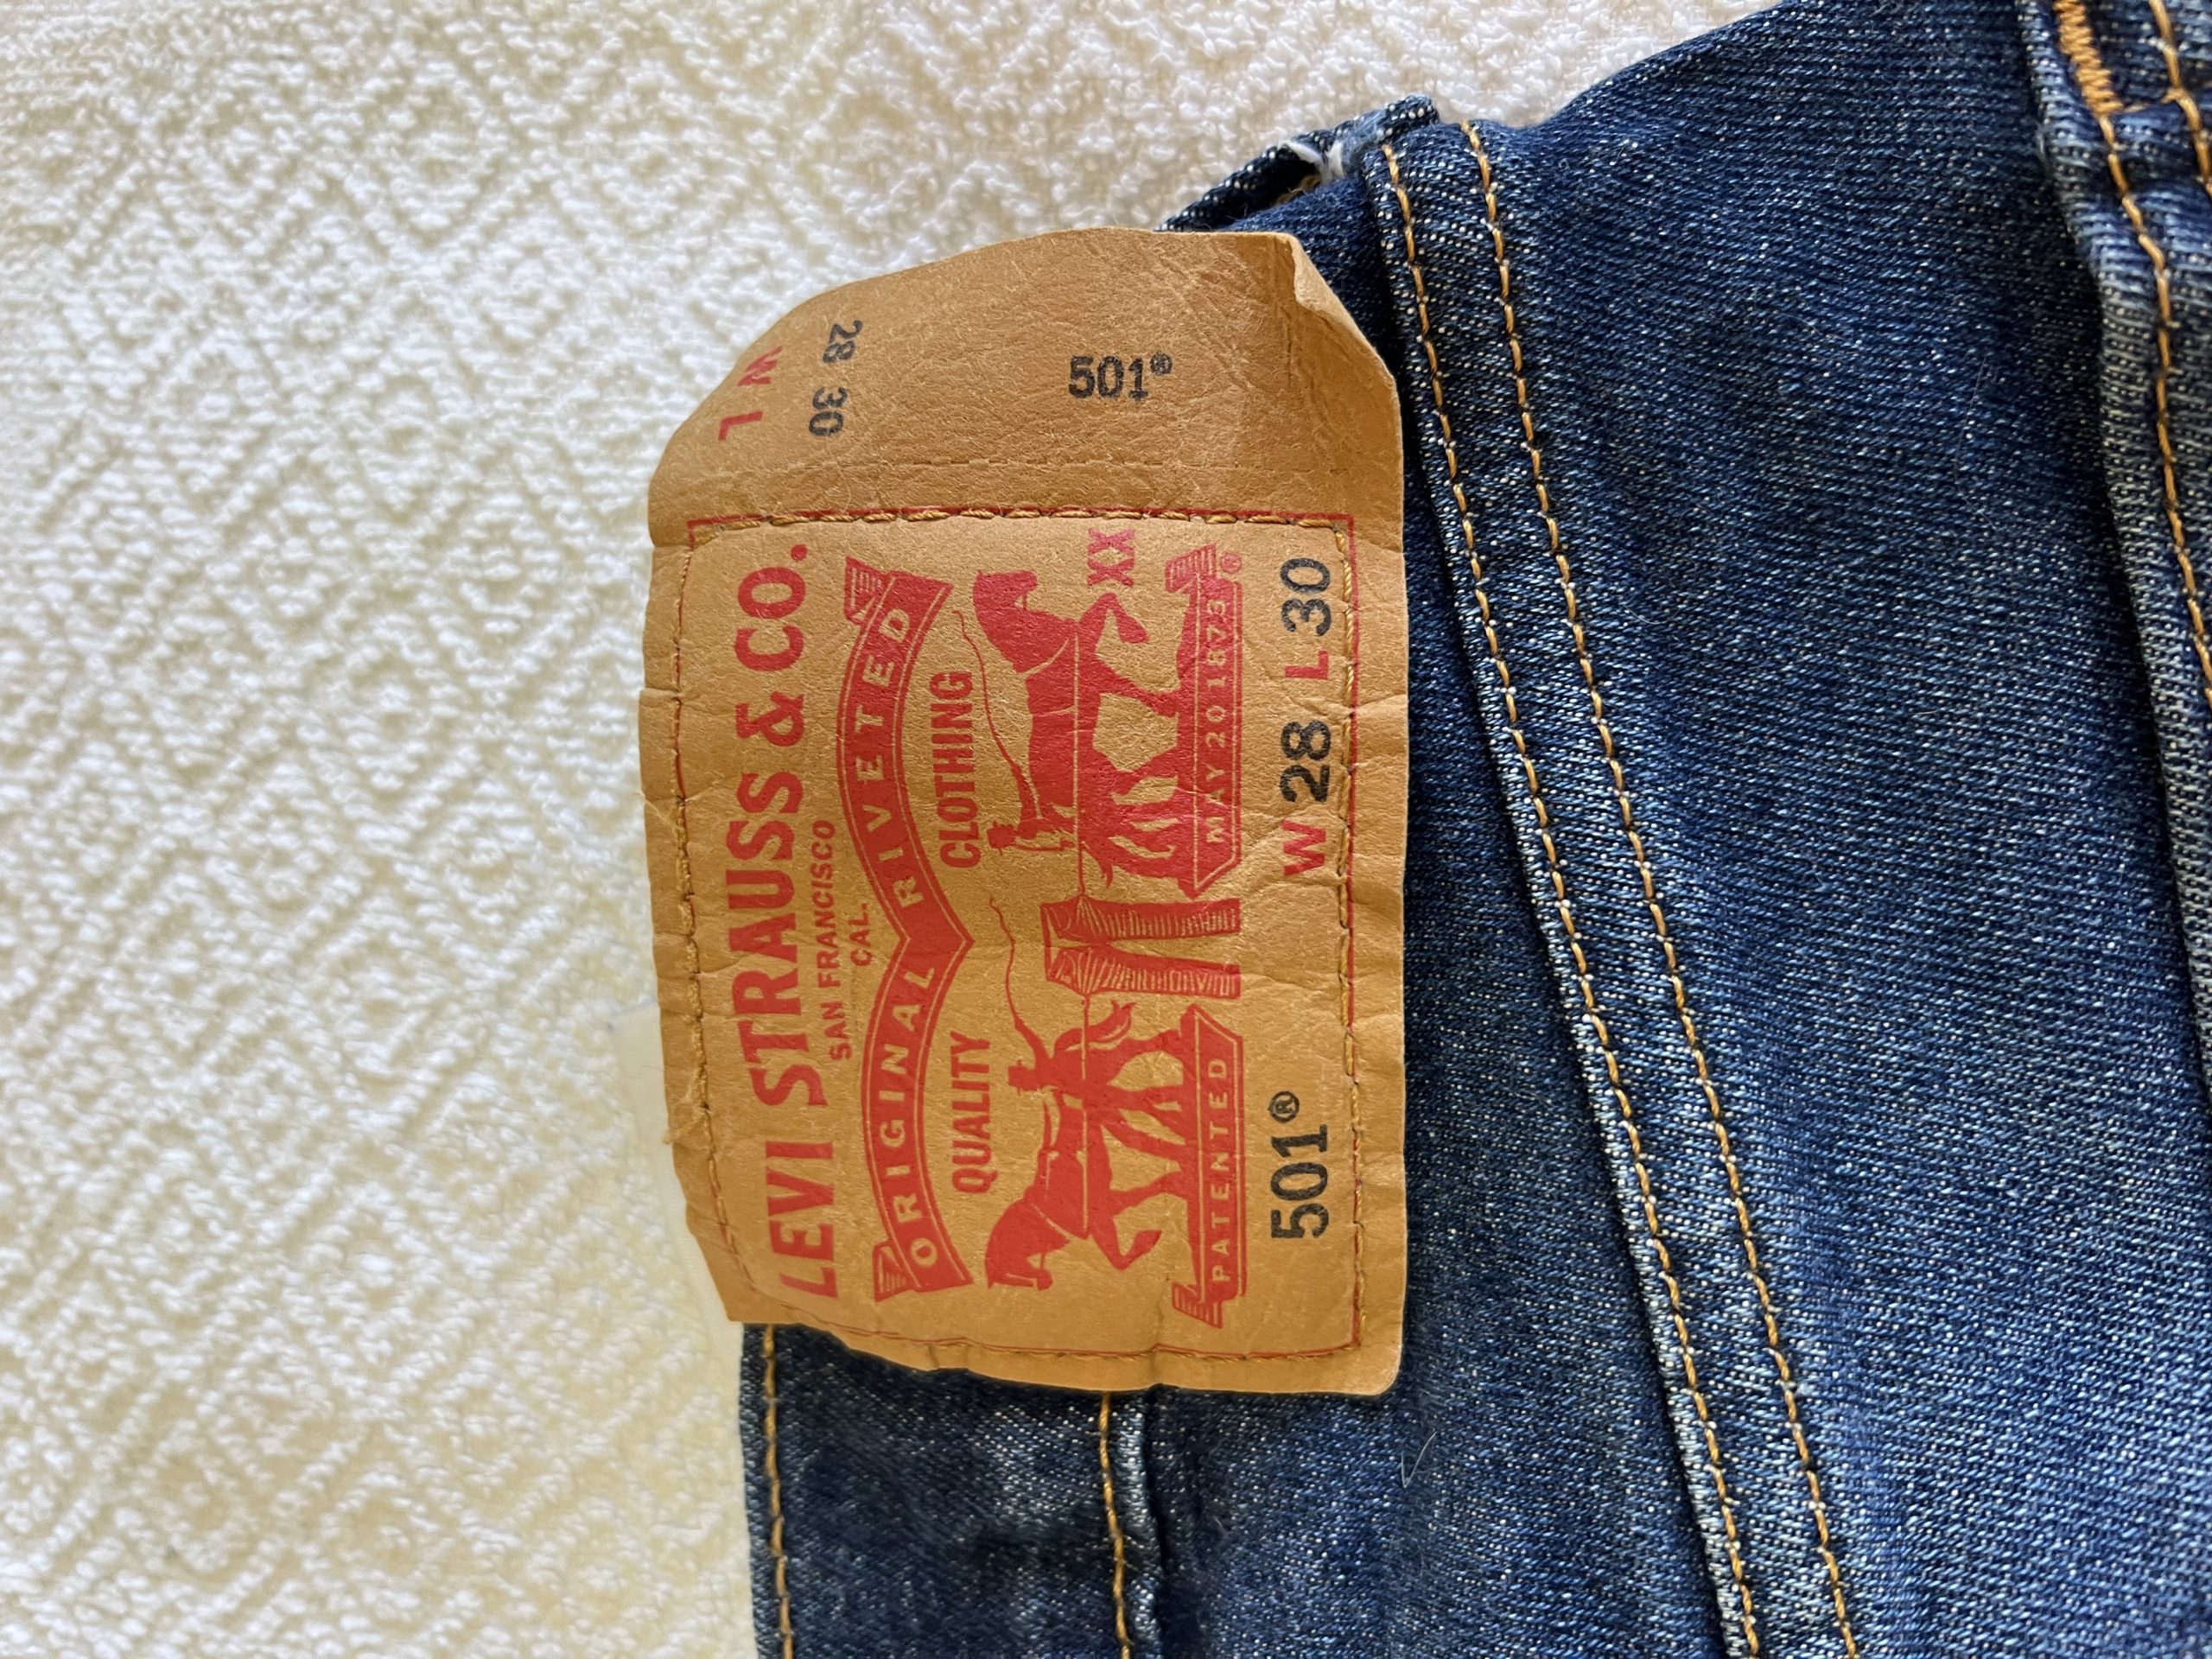 LEVI STRAUSS & CO.
SAN FRANCISCO
CAL.
ORIGINAL RIVETED
QUALITY CLOTHING
XX
PATENTED MAY 20 1873 ®
501® W 28 L 30
W L
28 30
501®